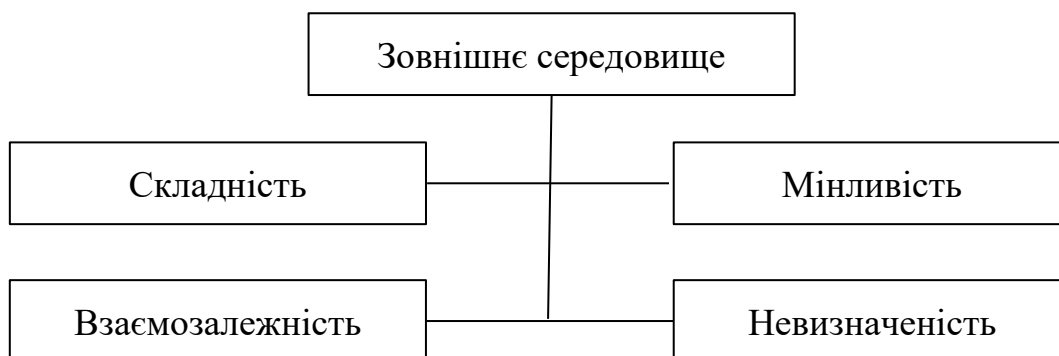 Зовнішнє середовище
Складність
Мінливість
Взаємозалежність
Невизначеність